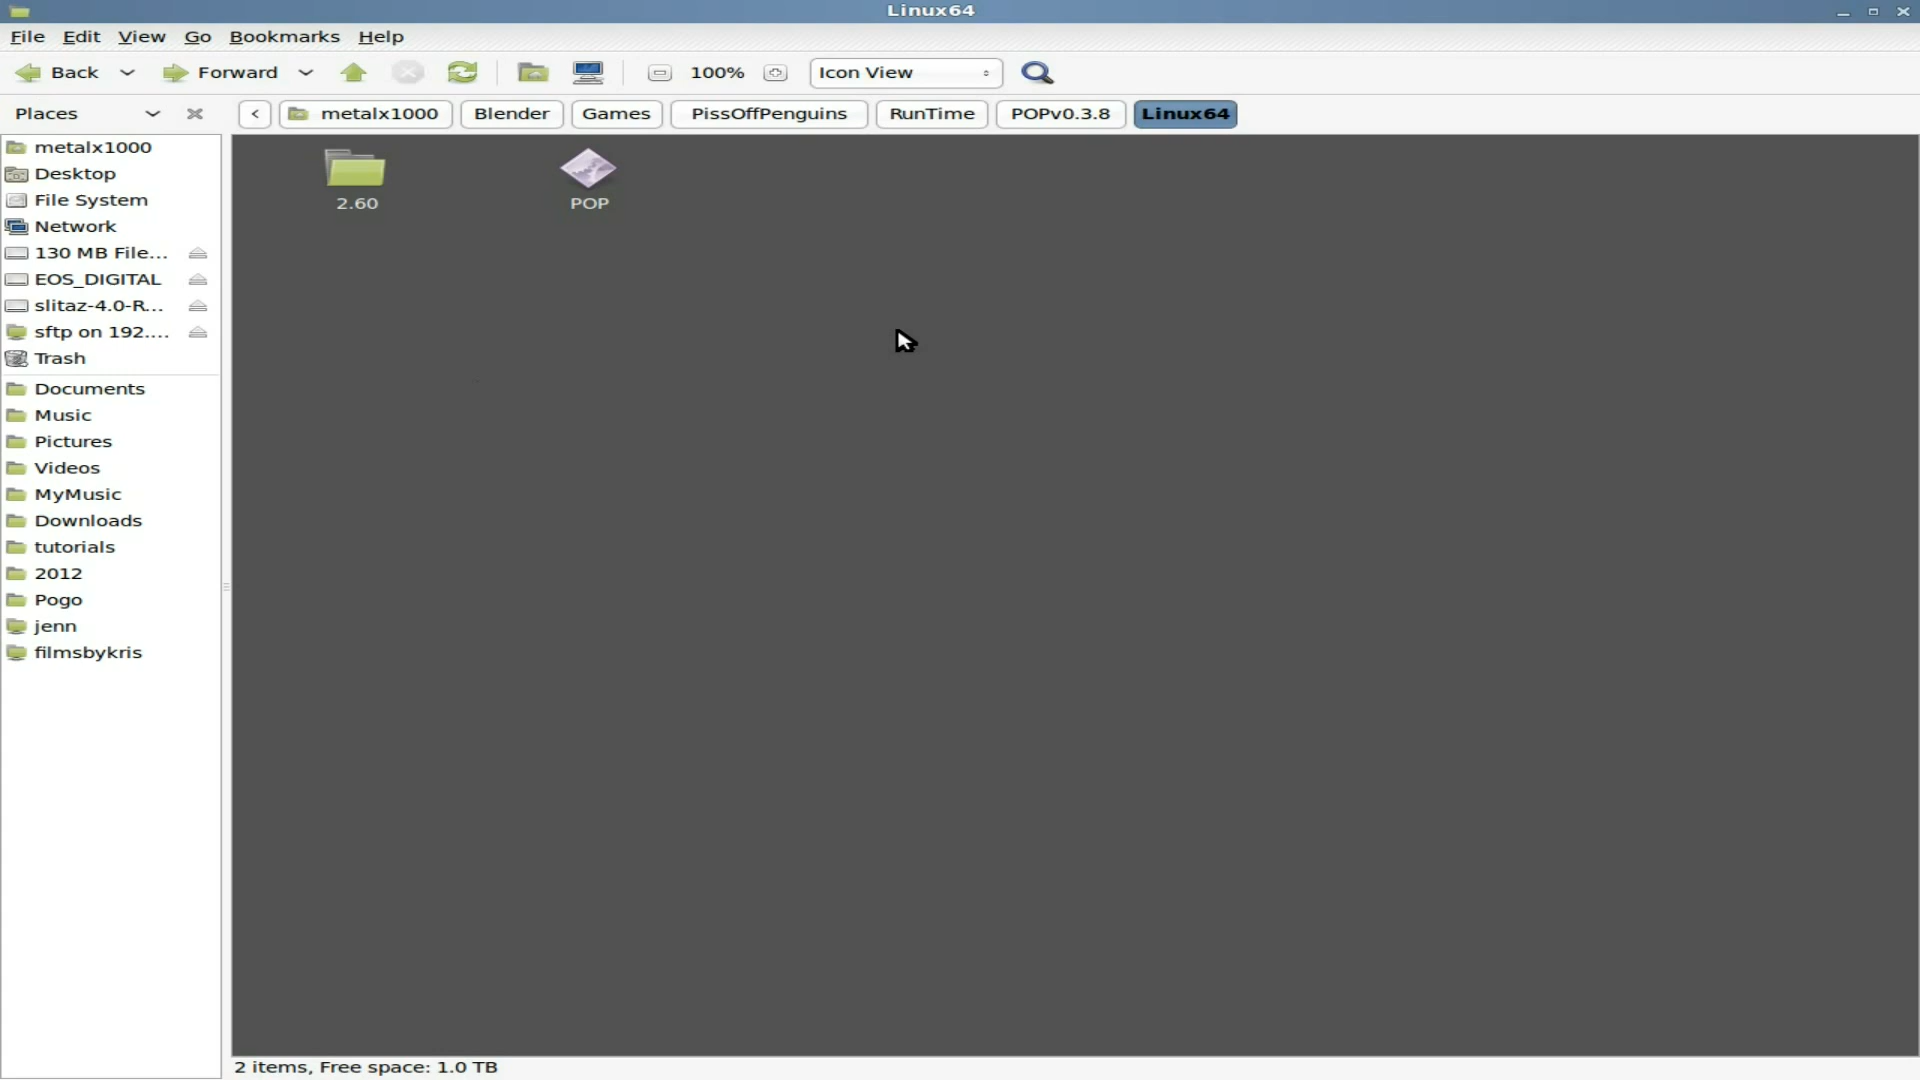 Linux64
File Edit View Go Bookmarks Help
Back Forward 100% Icon View
Places < metalx1000 Blender Games PissOffPenguins RunTime POPv0.3.8 Linux64
metalx1000
Desktop
File System
Network
130 MB File...
EOS_DIGITAL
slitaz-4.0-R...
sftp on 192....
Trash
Documents
Music
Pictures
Videos
MyMusic
Downloads
tutorials
2012
Pogo
jenn
filmsbykris
2.60
POP
2 items, Free space: 1.0 TB